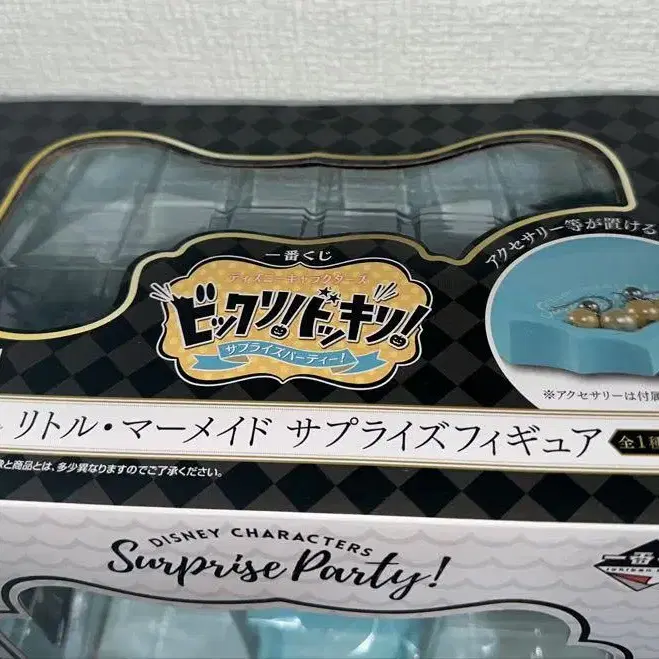 一番くじ
ディズニーキャラクターズ
ビックリ!ドッキリ!
サプライズパーティー!
アクセサリー等が置ける
※アクセサリーは付属
リトル・マーメイド サプライズフィギュア 全1種
像と商品とは、多少異なりますのでご了承ください。
DISNEY CHARACTERS
Surprise Party!
一番